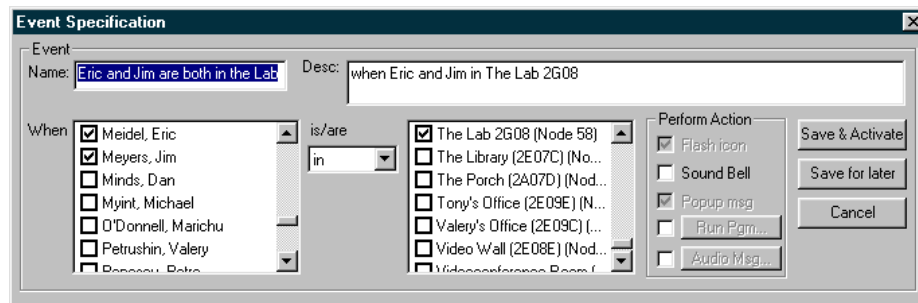 Event Specification
Event
Name: Eric and Jim are both in the Lab
Desc: when Eric and Jim in The Lab 2G08
When
Meidel, Eric
Meyers, Jim
Minds, Dan
Myint, Michael
O'Donnell, Marichu
Petrushin, Valery
is/are
in
The Lab 2G08 (Node 58)
The Library (2E07C) (No...
The Porch (2A07D) (Nod...
Tony's Office (2E09E) (N...
Valery's Office (2E09C) (...
Video Wall (2E08E) (Nod...
Videoconference Room (
Perform Action
Flash icon
Sound Bell
Popup msg
Run Pgm...
Audio Msg...
Save & Activate
Save for later
Cancel